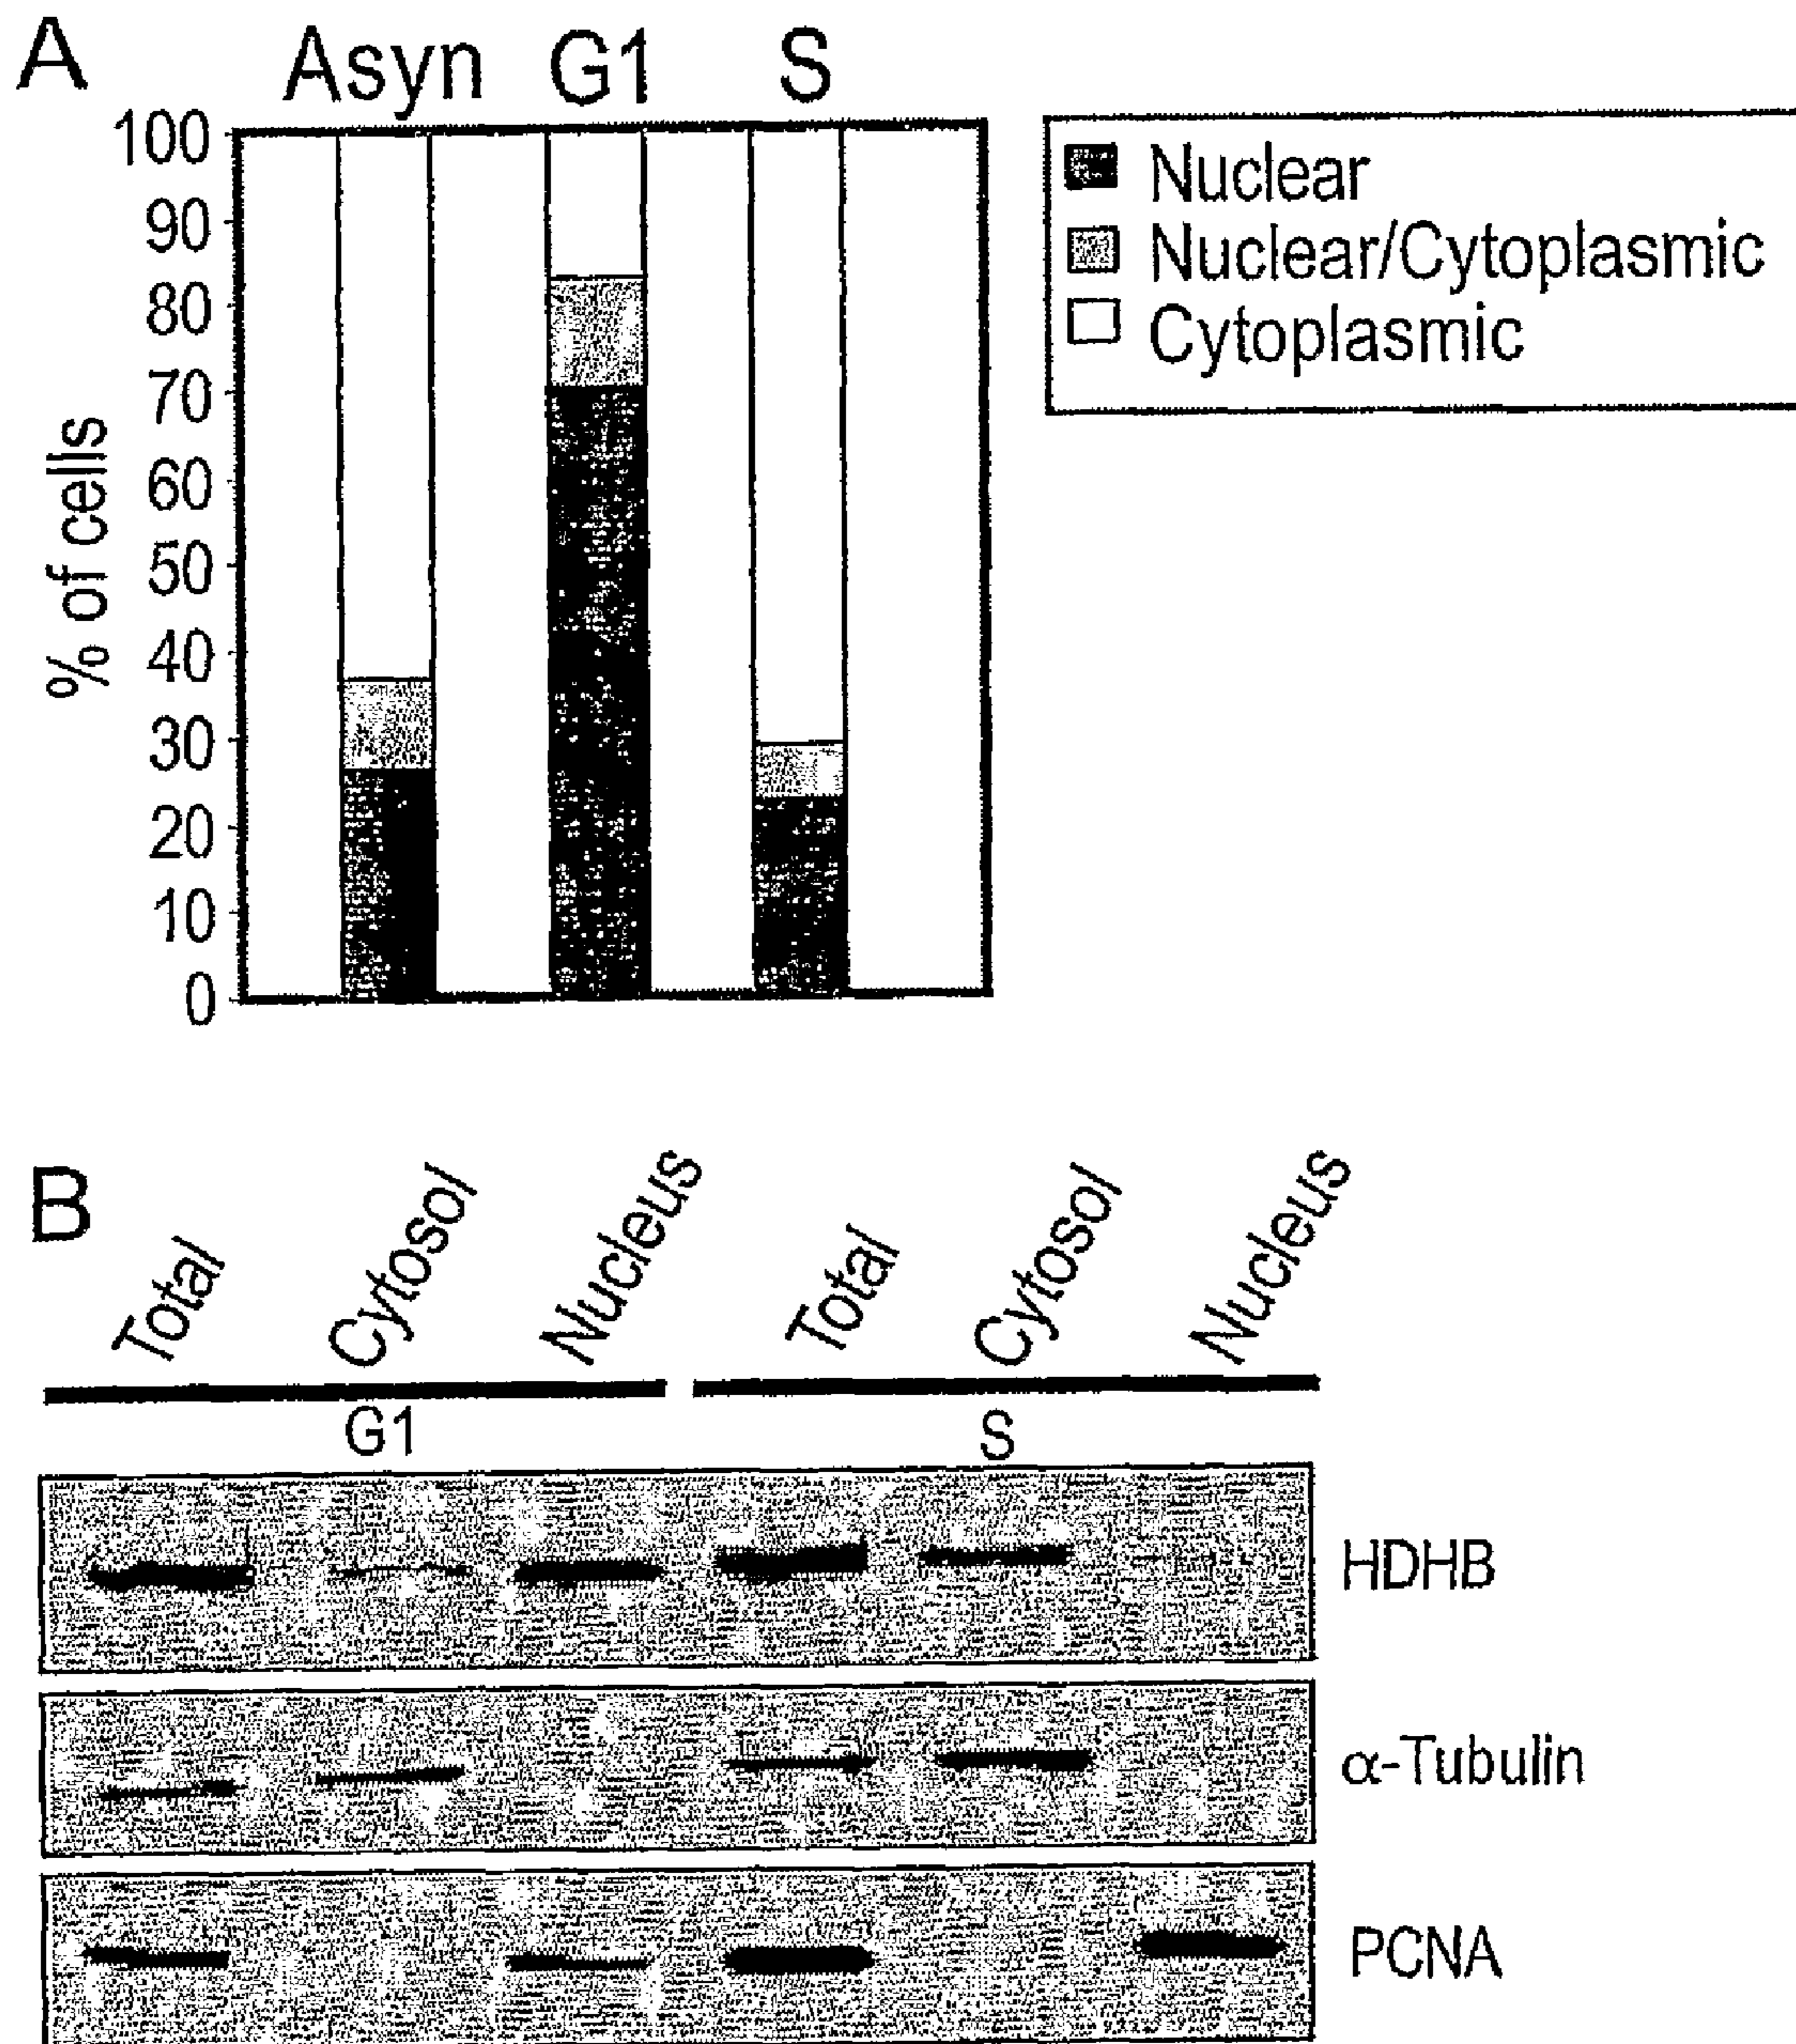 A
Asyn G1 S
100
90
80
70
60
50
40
30
20
10
0
% of cells
Nuclear
Nuclear/Cytoplasmic
Cytoplasmic
B
Total Cytosol Nucleus Total Cytosol Nucleus
G1 S
HDHB
α-Tubulin
PCNA